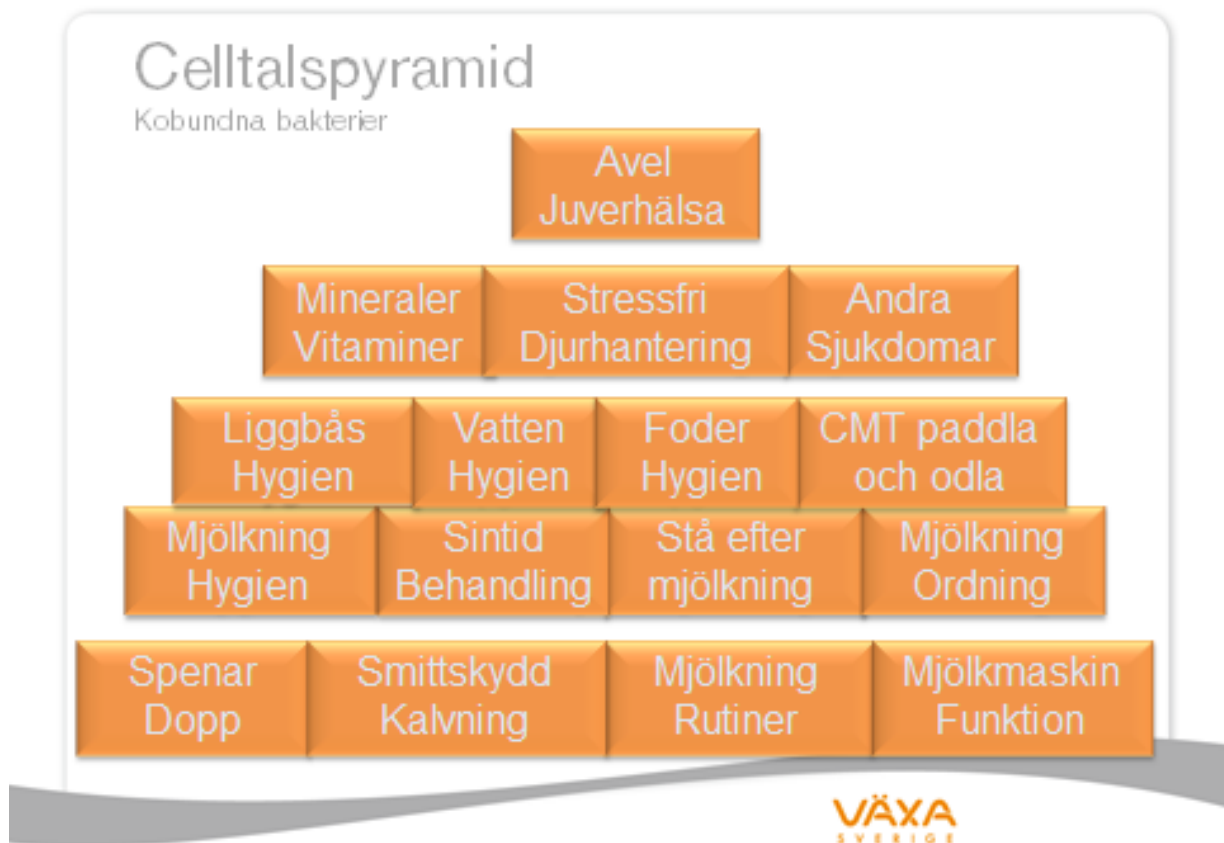 Celltalspyramid
Kobundna bakterier
Avel
Juverhälsa
Mineraler
Vitaminer
Stressfri
Djurhantering
Andra
Sjukdomar
Liggbås
Hygien
Vatten
Hygien
Foder
Hygien
CMT paddla
och odla
Mjölkning
Hygien
Sintid
Behandling
Stå efter
mjölkning
Mjölkning
Ordning
Spenar
Dopp
Smittskydd
Kalvning
Mjölkning
Rutiner
Mjölkmaskin
Funktion
VÄXA
SVERIGE